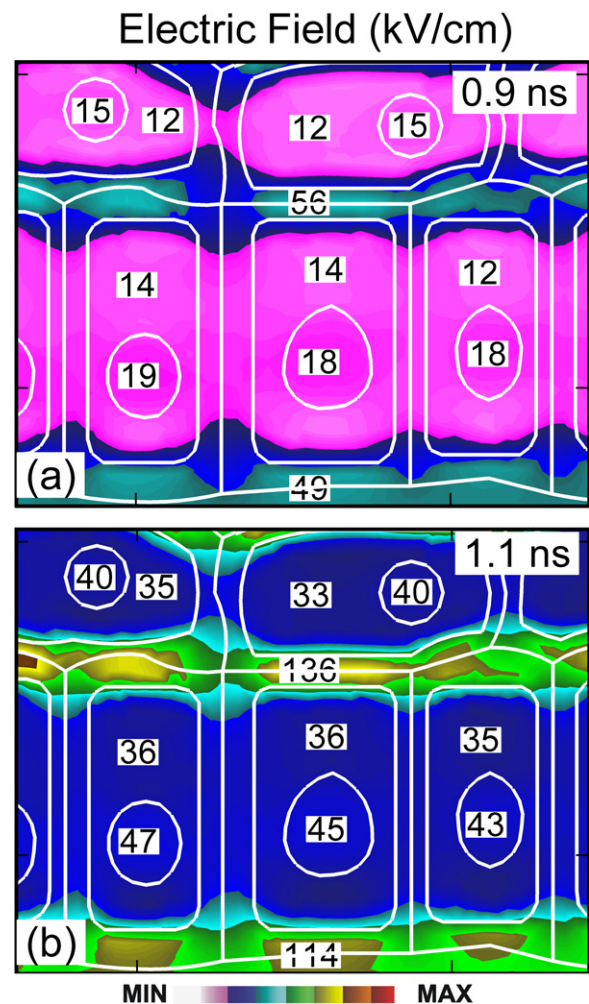 Electric Field (kV/cm)
0.9 ns
15 12 12 15
56
14 14 12
19 18 18
(a) 49
1.1 ns
40 35 33 40
136
36 36 35
47 45 43
(b) 114
MIN MAX